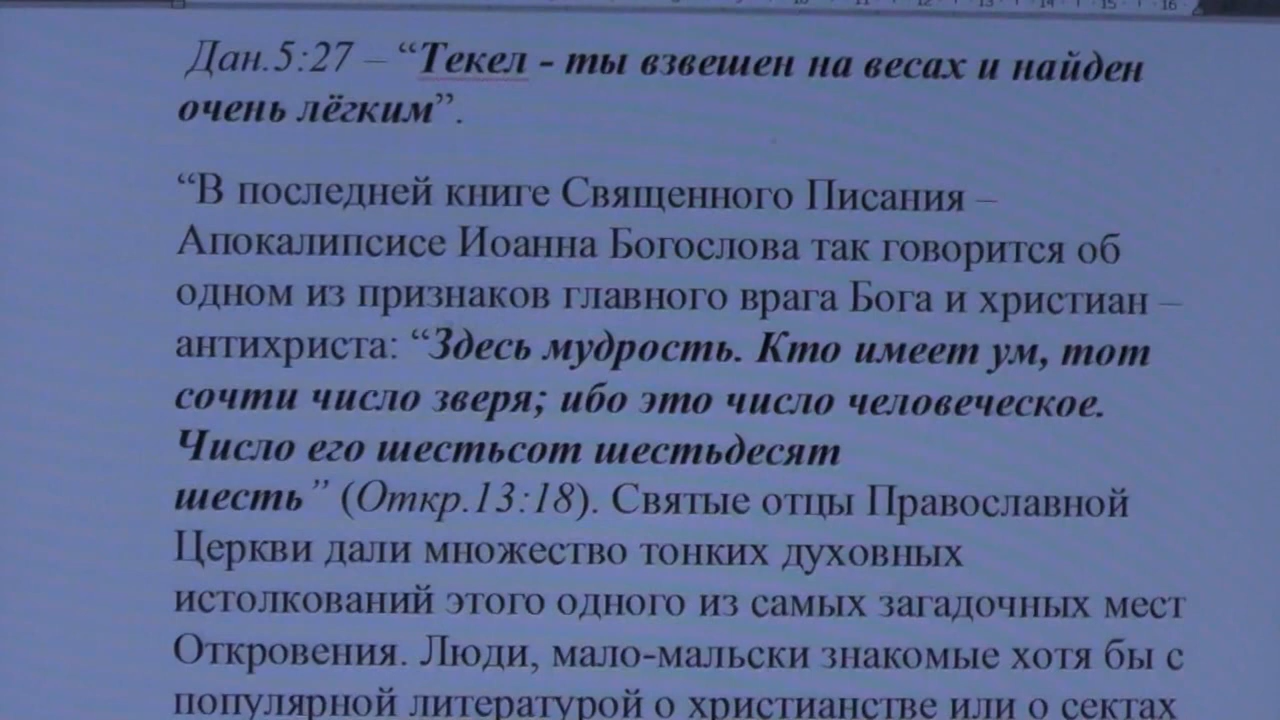 Дан.5:27 – “Текел - ты взвешен на весах и найден
очень лёгким”.
“В последней книге Священного Писания –
Апокалипсисе Иоанна Богослова так говорится об
одном из признаков главного врага Бога и христиан –
антихриста: “Здесь мудрость. Кто имеет ум, тот
сочти число зверя; ибо это число человеческое.
Число его шестьсот шестьдесят
шесть” (Откр.13:18). Святые отцы Православной
Церкви дали множество тонких духовных
истолкований этого одного из самых загадочных мест
Откровения. Люди, мало-мальски знакомые хотя бы с
популярной литературой о христианстве или о сектах